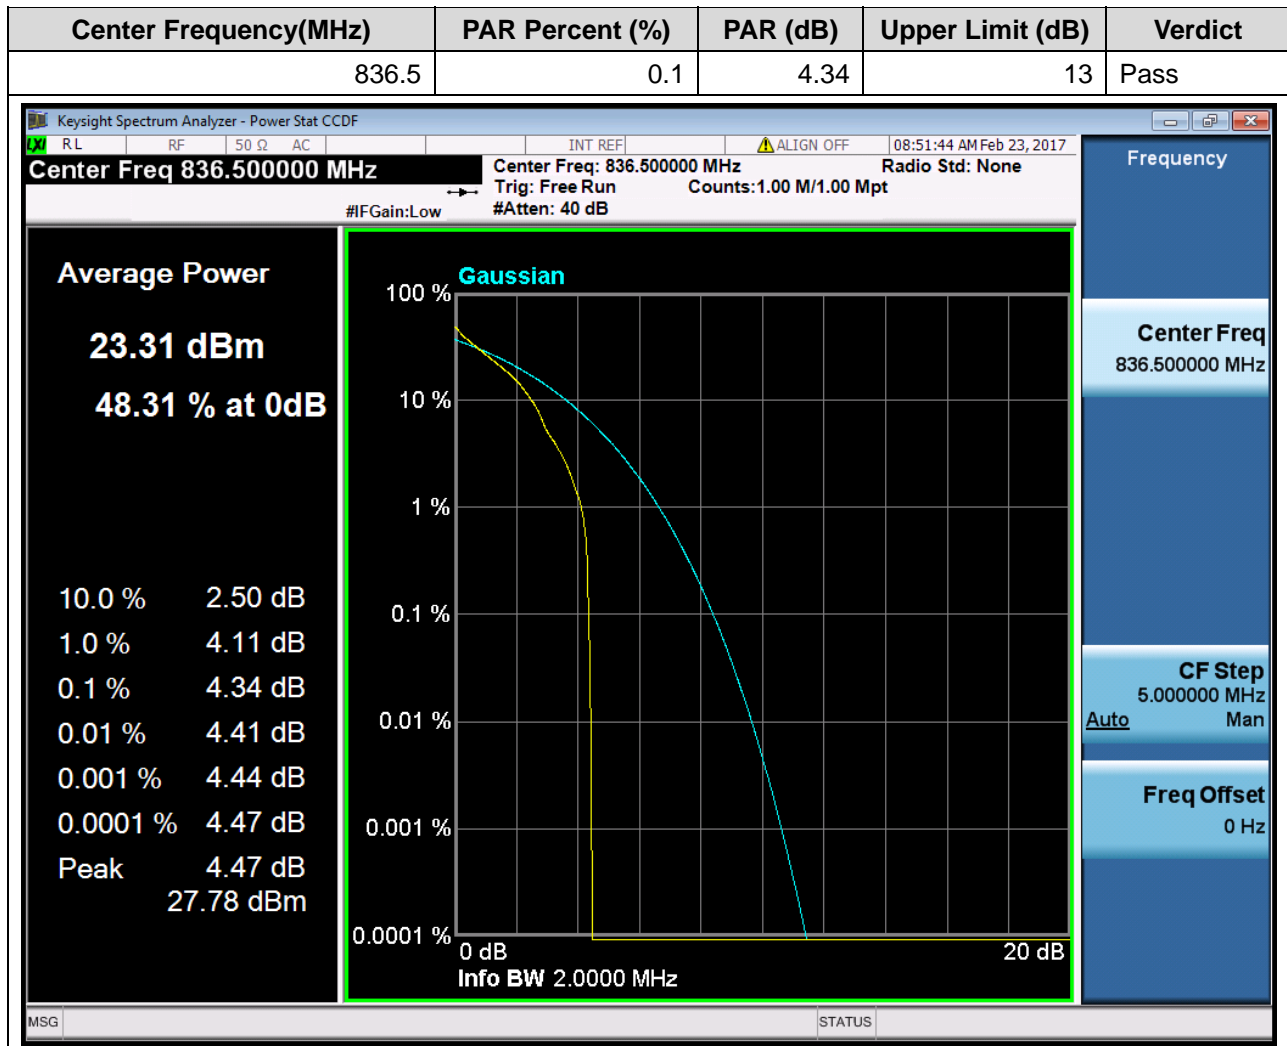 Center Frequency(MHz) PAR Percent (%) PAR (dB) Upper Limit (dB) Verdict
836.5 0.1 4.34 13 Pass
Keysight Spectrum Analyzer - Power Stat CCDF
LXI RL RF 50 Ω AC INT REF ALIGN OFF 08:51:44 AM Feb 23, 2017
Center Freq 836.500000 MHz
Center Freq: 836.500000 MHz Radio Std: None
Trig: Free Run Counts:1.00 M/1.00 Mpt
#IFGain:Low #Atten: 40 dB
Frequency
Average Power
23.31 dBm
48.31 % at 0dB
10.0 % 2.50 dB
1.0 % 4.11 dB
0.1 % 4.34 dB
0.01 % 4.41 dB
0.001 % 4.44 dB
0.0001 % 4.47 dB
Peak 4.47 dB
27.78 dBm
Gaussian
100 %
10 %
1 %
0.1 %
0.01 %
0.001 %
0.0001 %
0 dB 20 dB
Info BW 2.0000 MHz
Center Freq
836.500000 MHz
CF Step
5.000000 MHz
Auto Man
Freq Offset
0 Hz
MSG STATUS